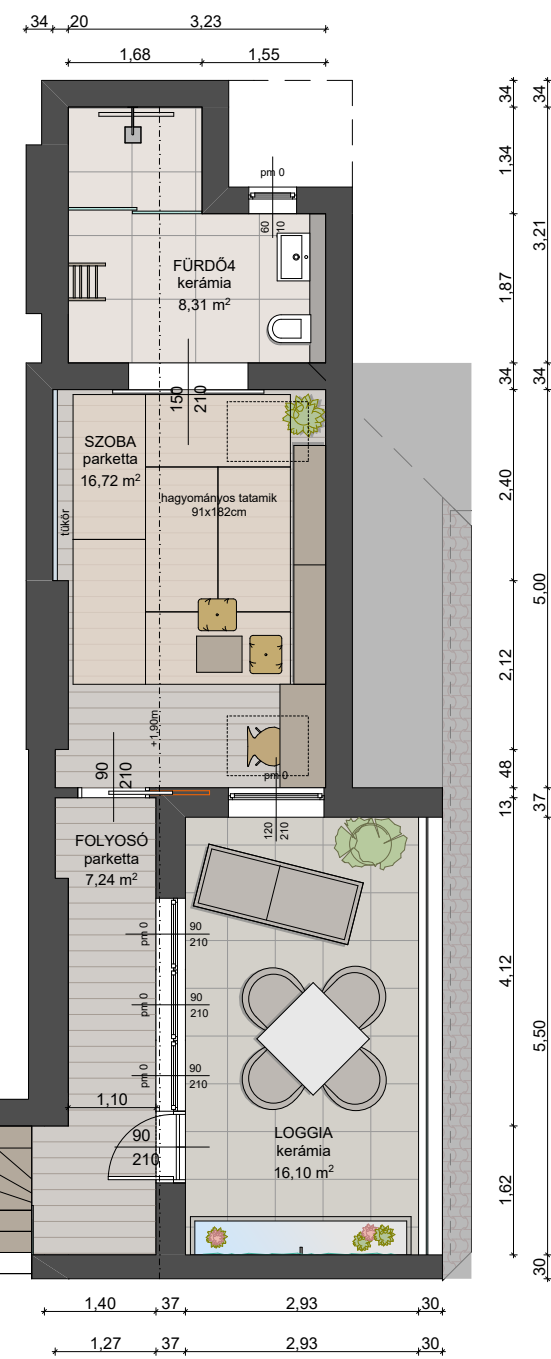 34 20 3,23
1,68 1,55
34 34
1,34
3,21
1,87
34 34
2,40
5,00
2,12
48
13 37
4,12
5,50
1,62
30
pm 0
60
210
FÜRDŐ4
kerámia
8,31 m²
150
210
SZOBA
parketta
16,72 m²
hagyományos tatamik
91x182cm
tükör
+1,90m
90
210
pm 0
120
210
FOLYOSÓ
parketta
7,24 m²
pm 0
90
210
pm 0
90
210
pm 0
90
210
1,10
90
210
LOGGIA
kerámia
16,10 m²
1,40 37 2,93 30
1,27 37 2,93 30